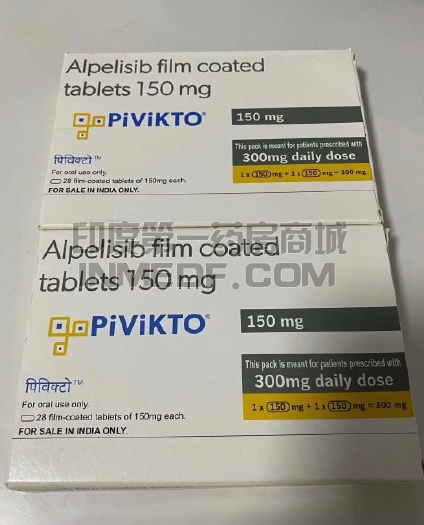 Alpelisib film coated
tablets 150 mg
PiViKTO®
150 mg
This pack is meant for patients prescribed with
300mg daily dose
1 x 150 mg + 1 x 150 mg = 300 mg
पिविक्टो™
For oral use only.
28 film-coated tablets of 150mg each.
FOR SALE IN INDIA ONLY.
印度第一药房商城
INMEDF.COM
Alpelisib film coated
tablets 150 mg
PiViKTO®
150 mg
This pack is meant for patients prescribed with
300mg daily dose
1 x 150 mg + 1 x 150 mg = 300 mg
पिविक्टो™
For oral use only.
28 film-coated tablets of 150mg each.
FOR SALE IN INDIA ONLY.